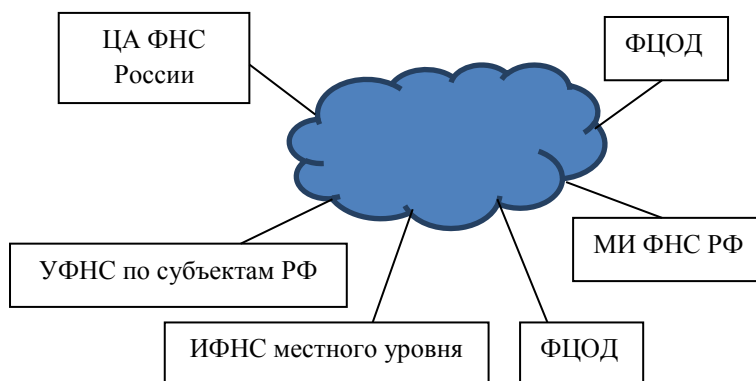 ЦА ФНС
России
ФЦОД
МИ ФНС РФ
УФНС по субъектам РФ
ИФНС местного уровня
ФЦОД